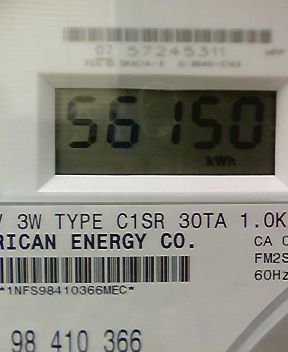 07 57245311
56150
kWh
3W TYPE C1SR 30TA 1.0K
RICAN ENERGY CO.
CA
FM2S
60Hz
*1NFS98410366MEC*
98 410 366